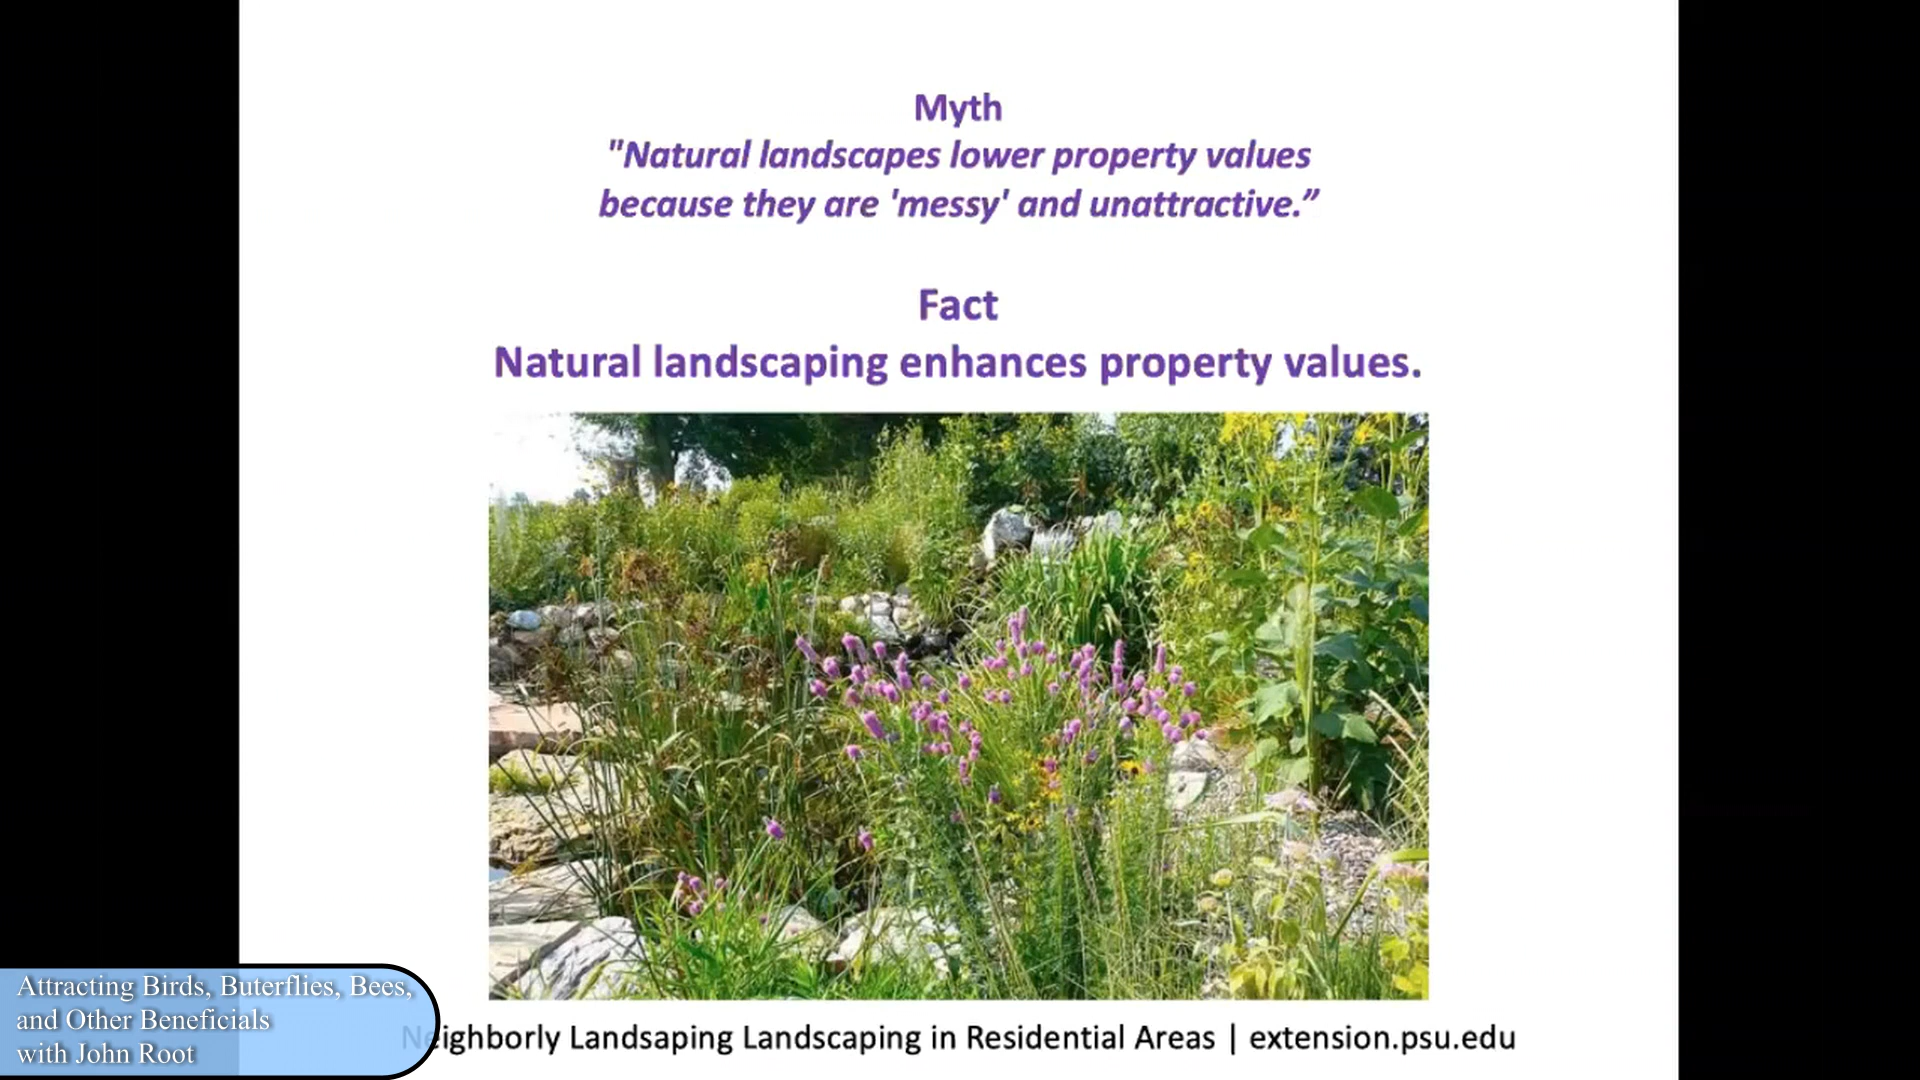 Myth
"Natural landscapes lower property values
because they are 'messy' and unattractive.”
Fact
Natural landscaping enhances property values.
Neighborly Landsaping Landscaping in Residential Areas | extension.psu.edu
Attracting Birds, Buterflies, Bees,
and Other Beneficials
with John Root